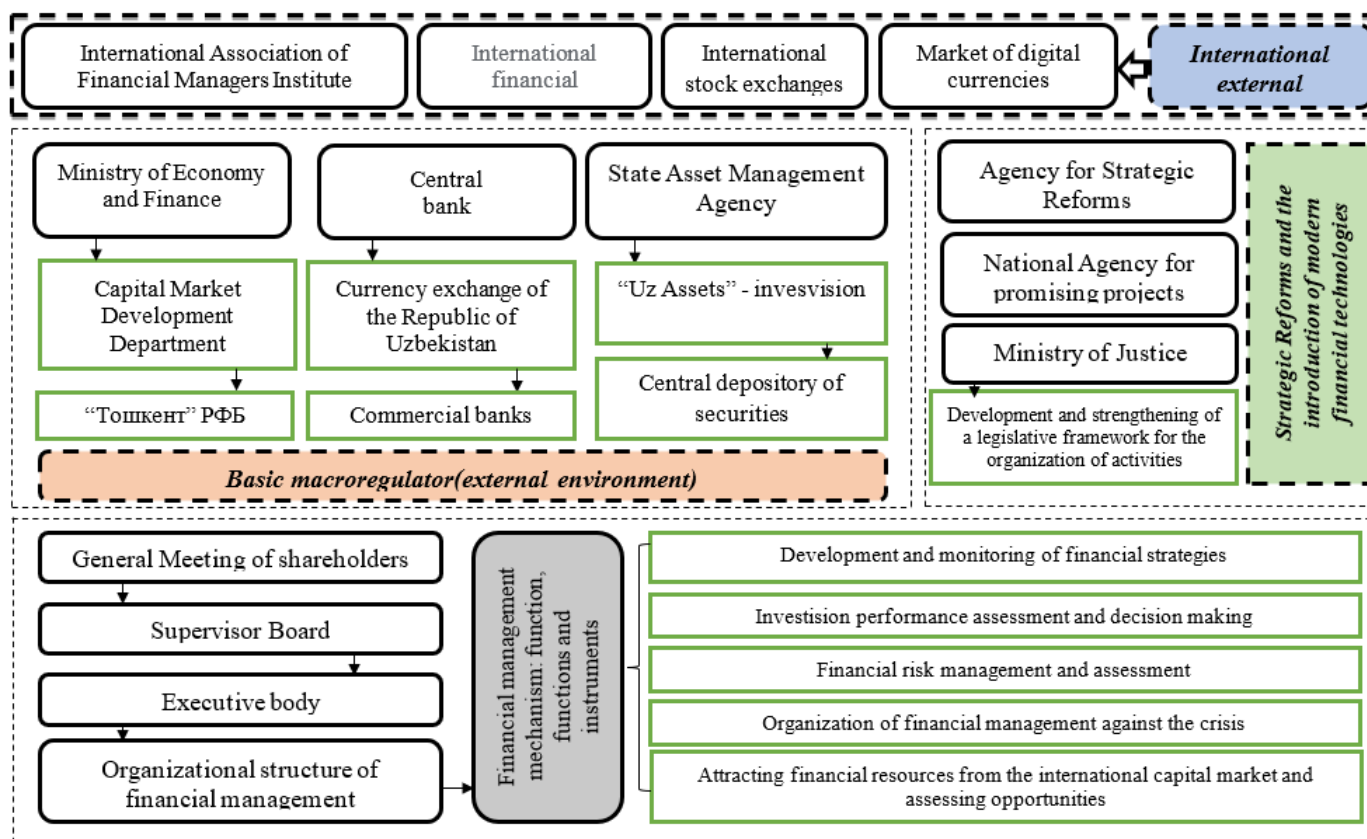 International Association of
Financial Managers Institute
International
financial
International
stock exchanges
Market of digital
currencies
International
external
Ministry of Economy
and Finance
Central
bank
State Asset Management
Agency
Capital Market
Development
Department
Currency exchange of
the Republic of
Uzbekistan
“Uz Assets” - invesvision
“Тошкент” РФБ
Commercial banks
Central depository of
securities
Basic macroregulator(external environment)
Agency for Strategic
Reforms
National Agency for
promising projects
Ministry of Justice
Development and strengthening of
a legislative framework for the
organization of activities
Strategic Reforms and the
introduction of modern
financial technologies
General Meeting of shareholders
Supervisor Board
Executive body
Organizational structure of
financial management
Financial management
mechanism: function,
functions and
instruments
Development and monitoring of financial strategies
Investision performance assessment and decision making
Financial risk management and assessment
Organization of financial management against the crisis
Attracting financial resources from the international capital market and
assessing opportunities